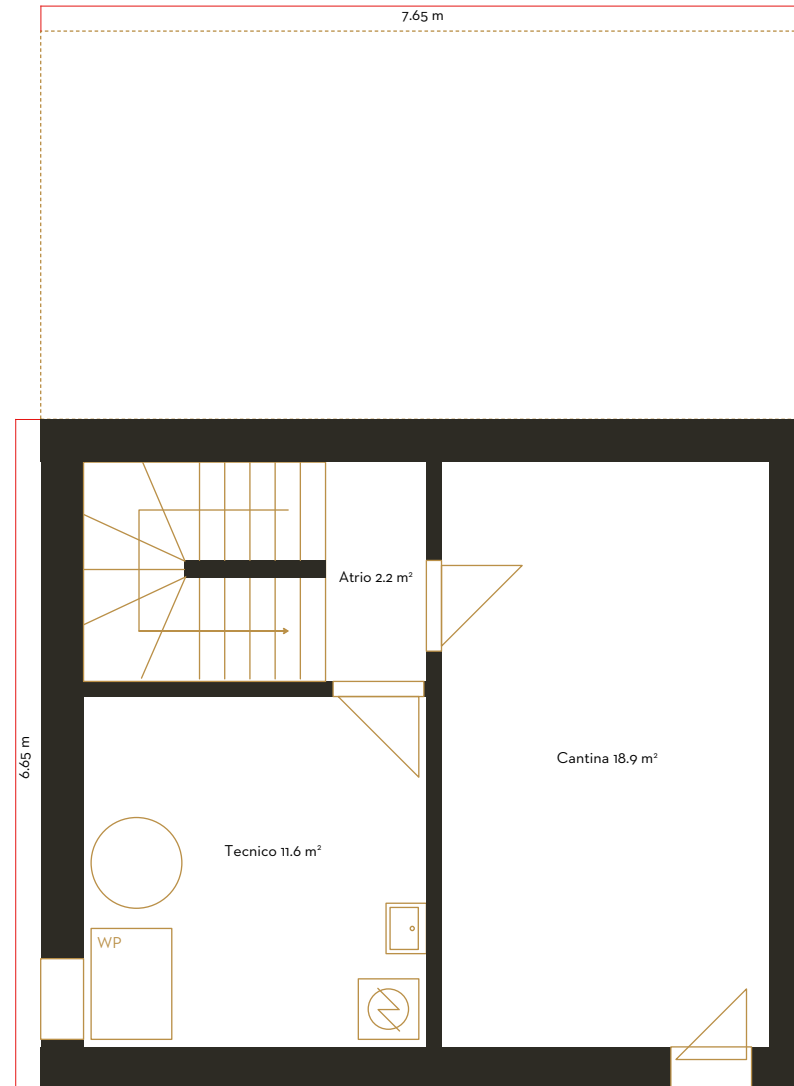 7.65 m
Atrio 2.2 m²
6.65 m
Cantina 18.9 m²
Tecnico 11.6 m²
WP